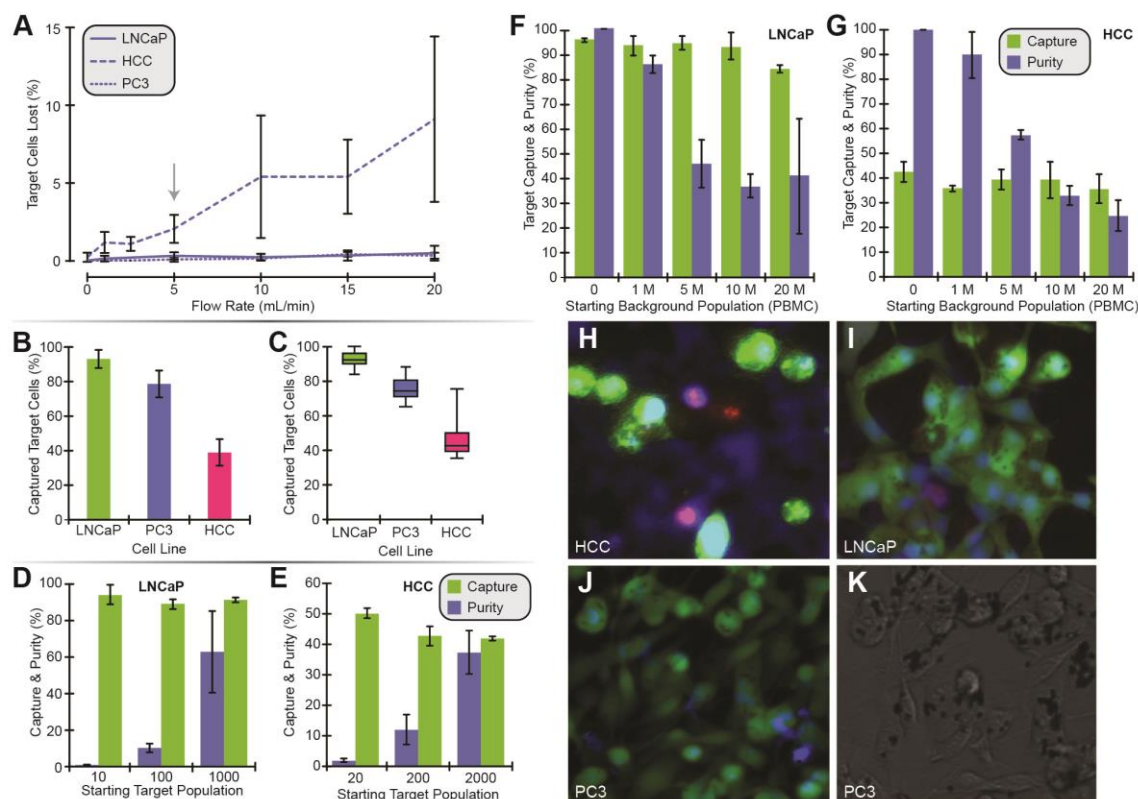 A
LNCaP
HCC
PC3
15
10
5
0
Target Cells Lost (%)
0 5 10 15 20
Flow Rate (mL/min)
B
100
80
60
40
20
0
Captured Target Cells (%)
LNCaP PC3 HCC
Cell Line
C
100
80
60
40
20
0
Captured Target Cells (%)
LNCaP PC3 HCC
Cell Line
D
LNCaP
100
80
60
40
20
0
Capture & Purity (%)
10 100 1000
Starting Target Population
E
HCC
Capture
Purity
60
50
40
30
20
10
0
Capture & Purity (%)
20 200 2000
Starting Target Population
F
LNCaP
100
90
80
70
60
50
40
30
20
10
0
Target Capture & Purity (%)
0 1 M 5 M 10 M 20 M
Starting Background Population (PBMC)
G
HCC
Capture
Purity
100
90
80
70
60
50
40
30
20
10
0
Target Capture & Purity (%)
0 1 M 5 M 10 M 20 M
Starting Background Population (PBMC)
H
HCC
I
LNCaP
J
PC3
K
PC3